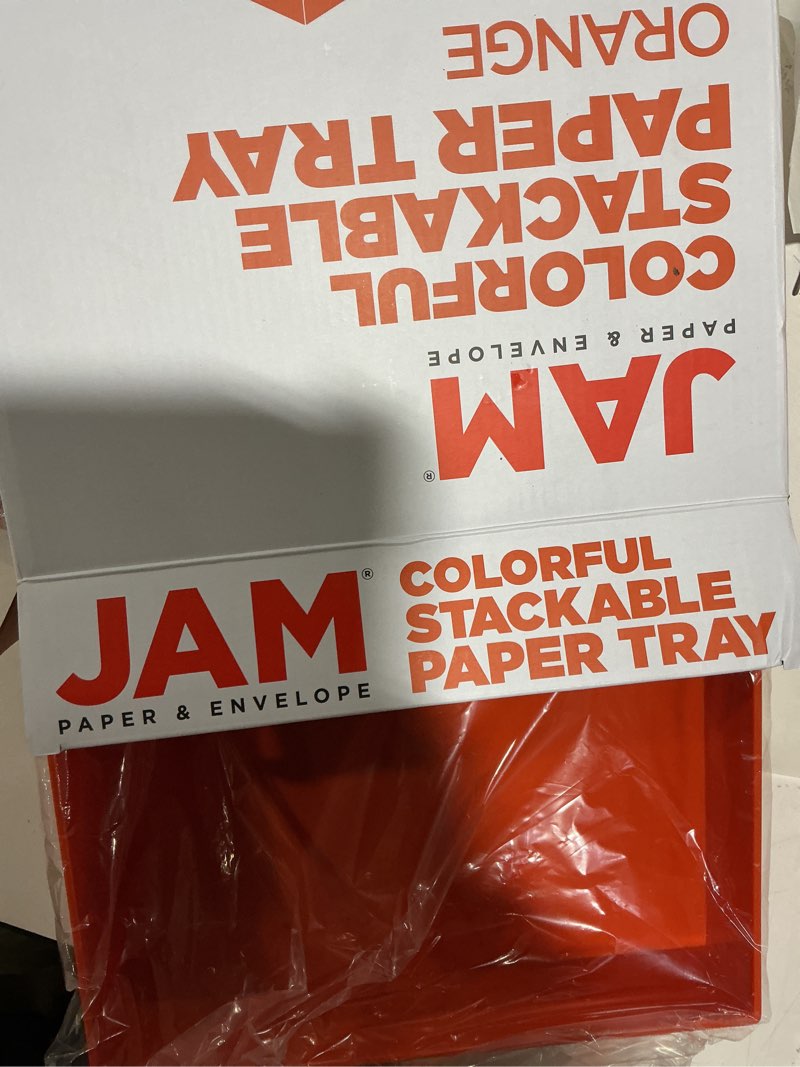 JAM®
PAPER & ENVELOPE
COLORFUL
STACKABLE
PAPER TRAY
ORANGE
JAM®
PAPER & ENVELOPE
COLORFUL
STACKABLE
PAPER TRAY